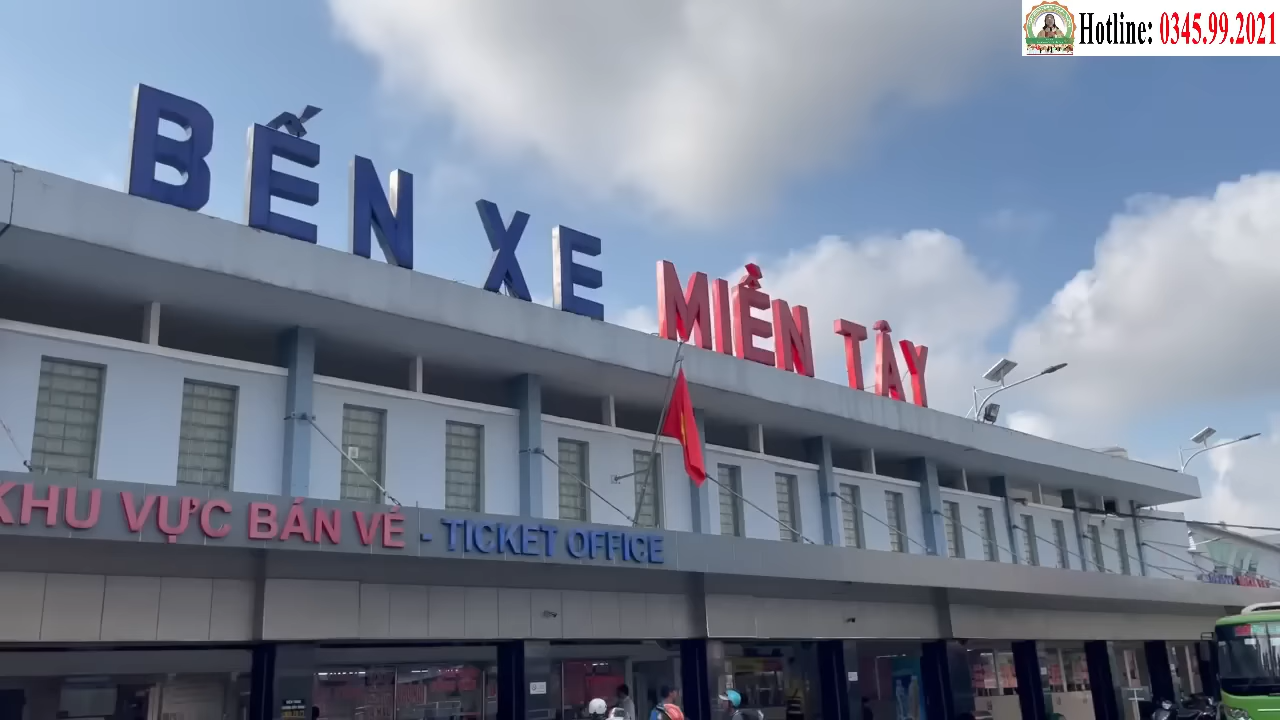 Hotline: 0345.99.2021
BẾN XE MIỀN TÂY
KHU VỰC BÁN VÉ - TICKET OFFICE